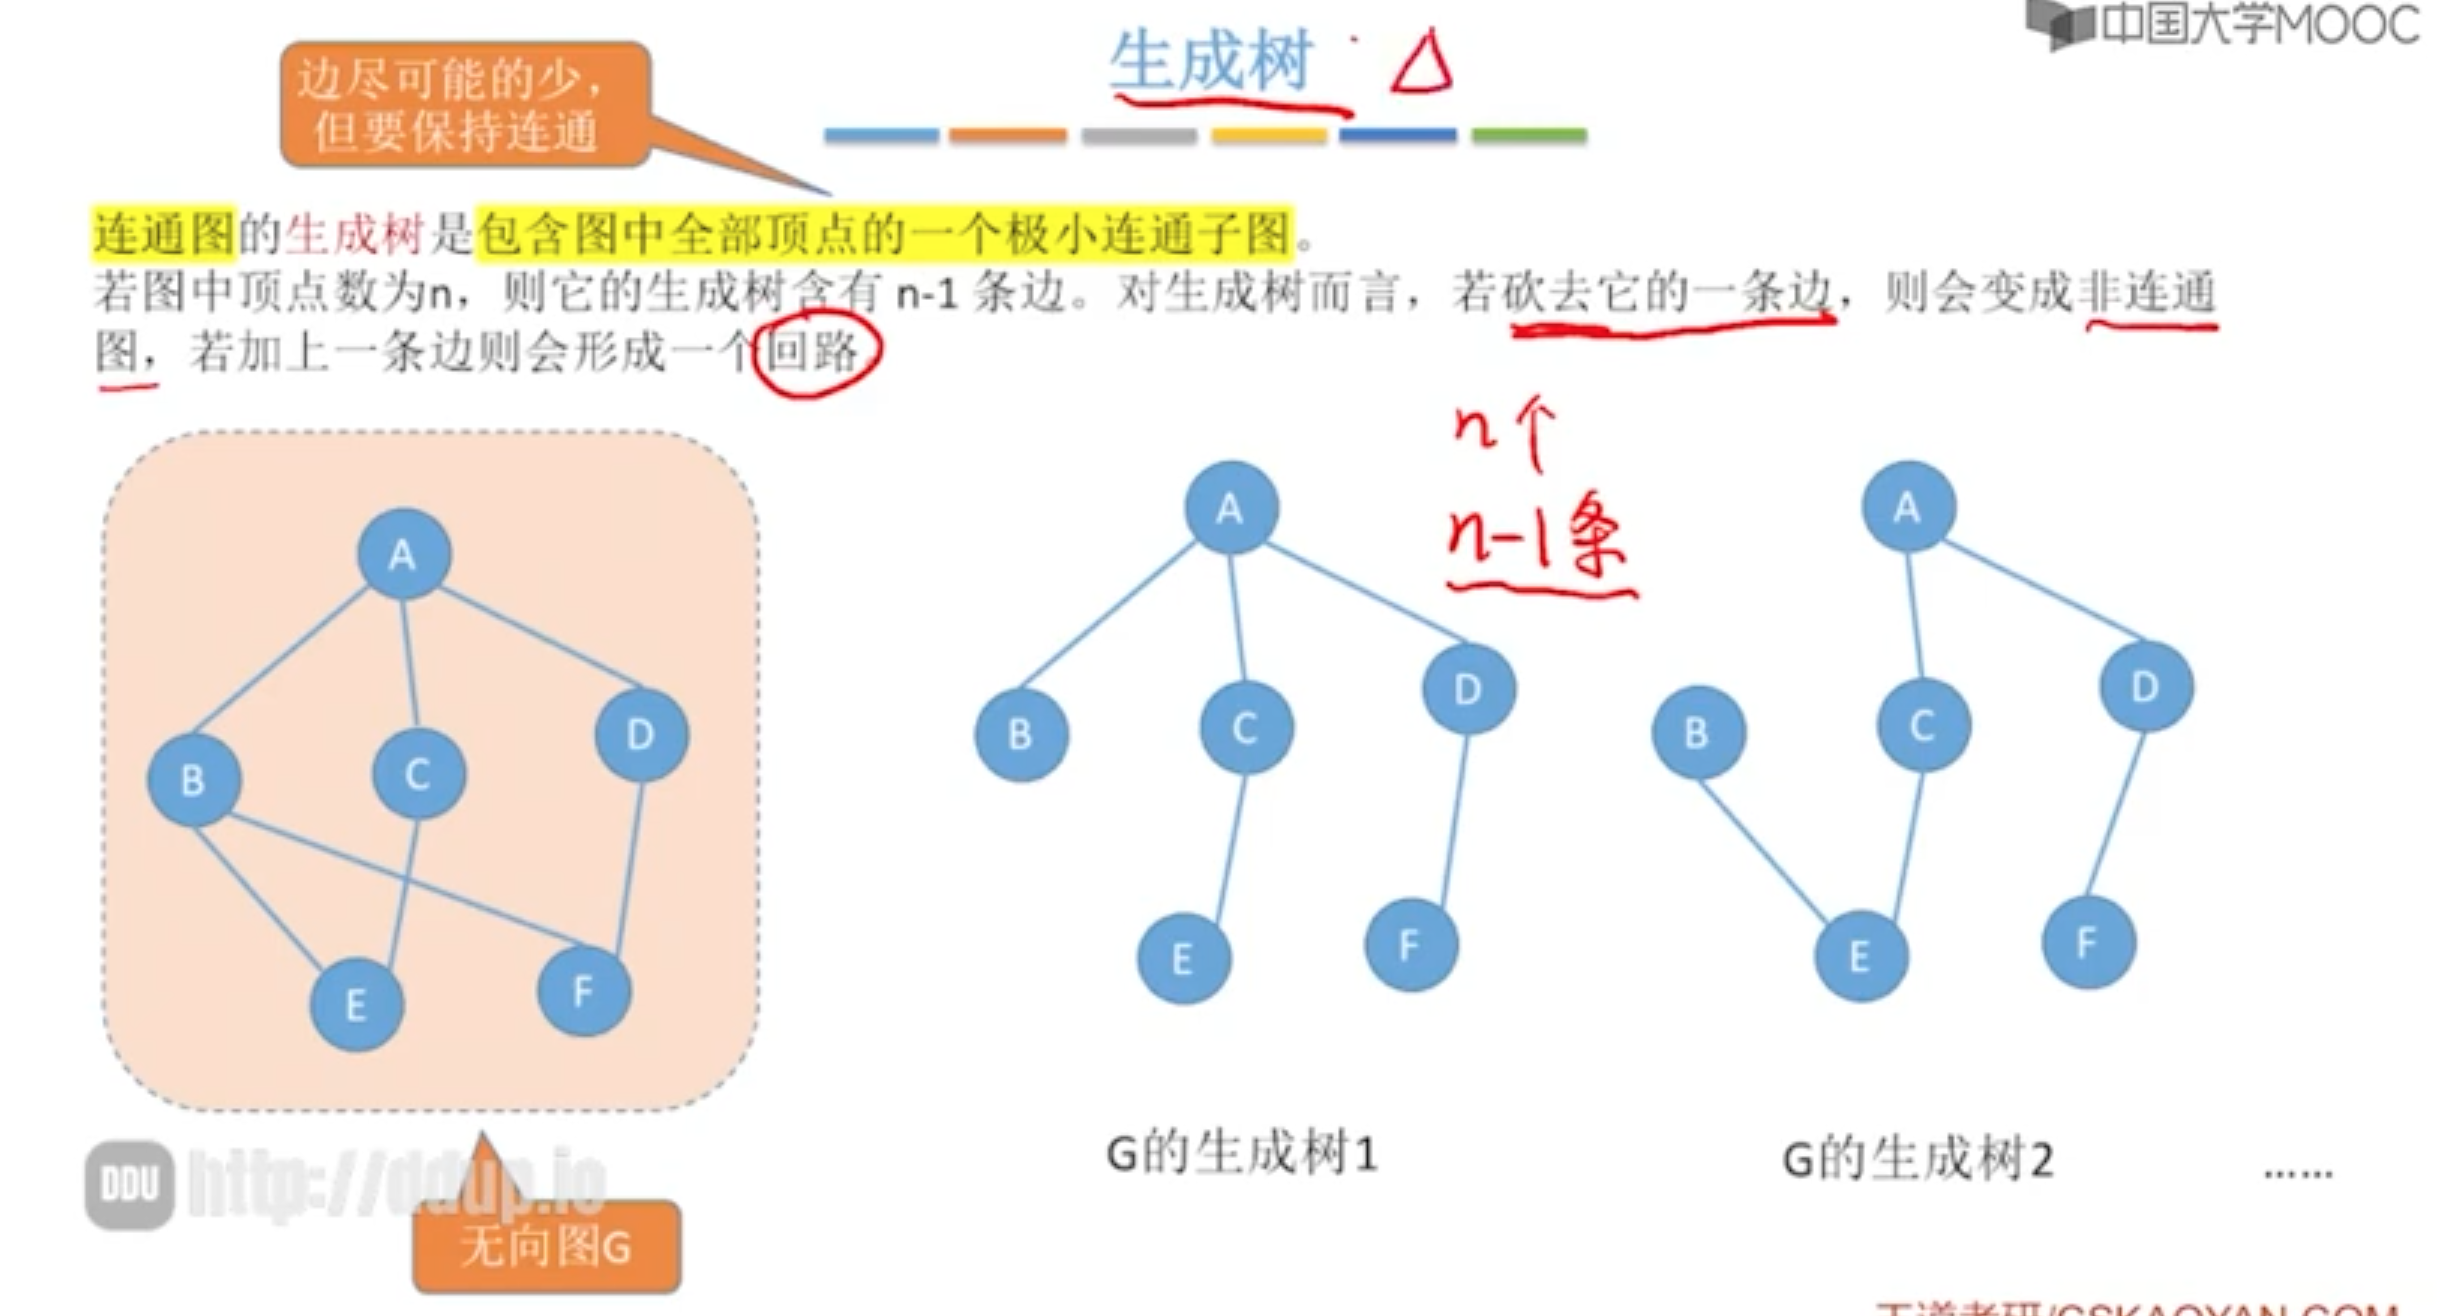 中国大学MOOC
生成树
边尽可能的少，
但要保持连通
连通图的生成树是包含图中全部顶点的一个极小连通子图。
若图中顶点数为n，则它的生成树含有 n-1 条边。对生成树而言，若砍去它的一条边，则会变成非连通
图，若加上一条边则会形成一个回路
n个
n-1条
A
B
C
D
E
F
A
B
C
D
E
F
A
B
C
D
E
F
G的生成树1
G的生成树2
……
DDU http://ddup.io
无向图G
王道考研/CSKAOYAN.COM